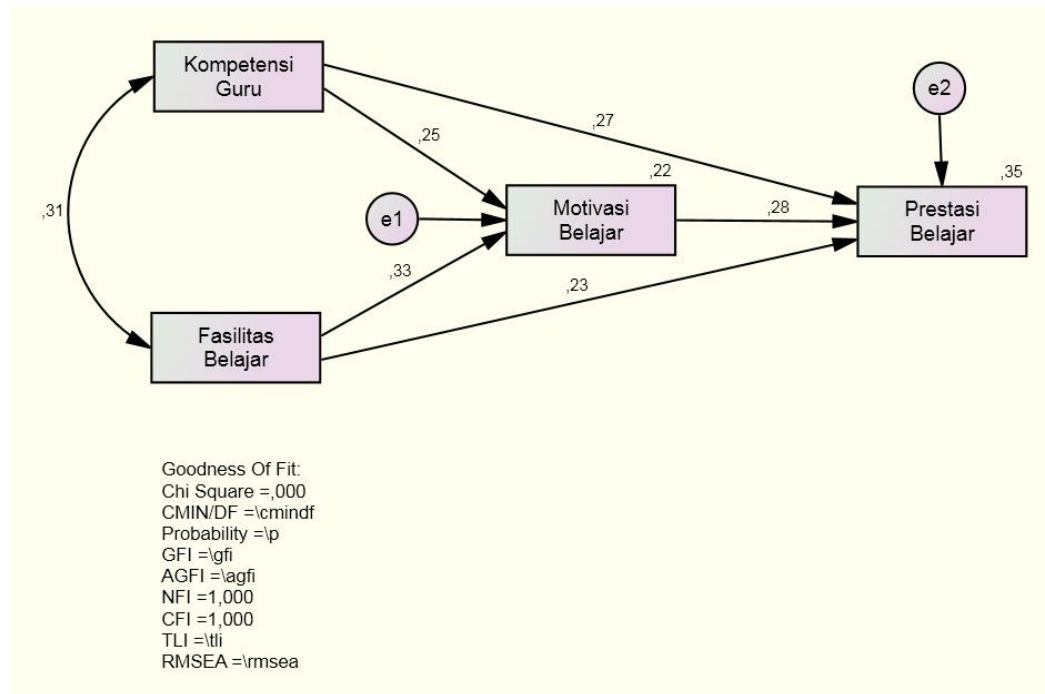 Kompetensi
Guru
e2
,27
,25
,22
,35
,31
e1
Motivasi
Belajar
,28
Prestasi
Belajar
,33
,23
Fasilitas
Belajar
Goodness Of Fit:
Chi Square =,000
CMIN/DF =\cmindf
Probability =\p
GFI =\gfi
AGFI =\agfi
NFI =1,000
CFI =1,000
TLI =\tli
RMSEA =\rmsea